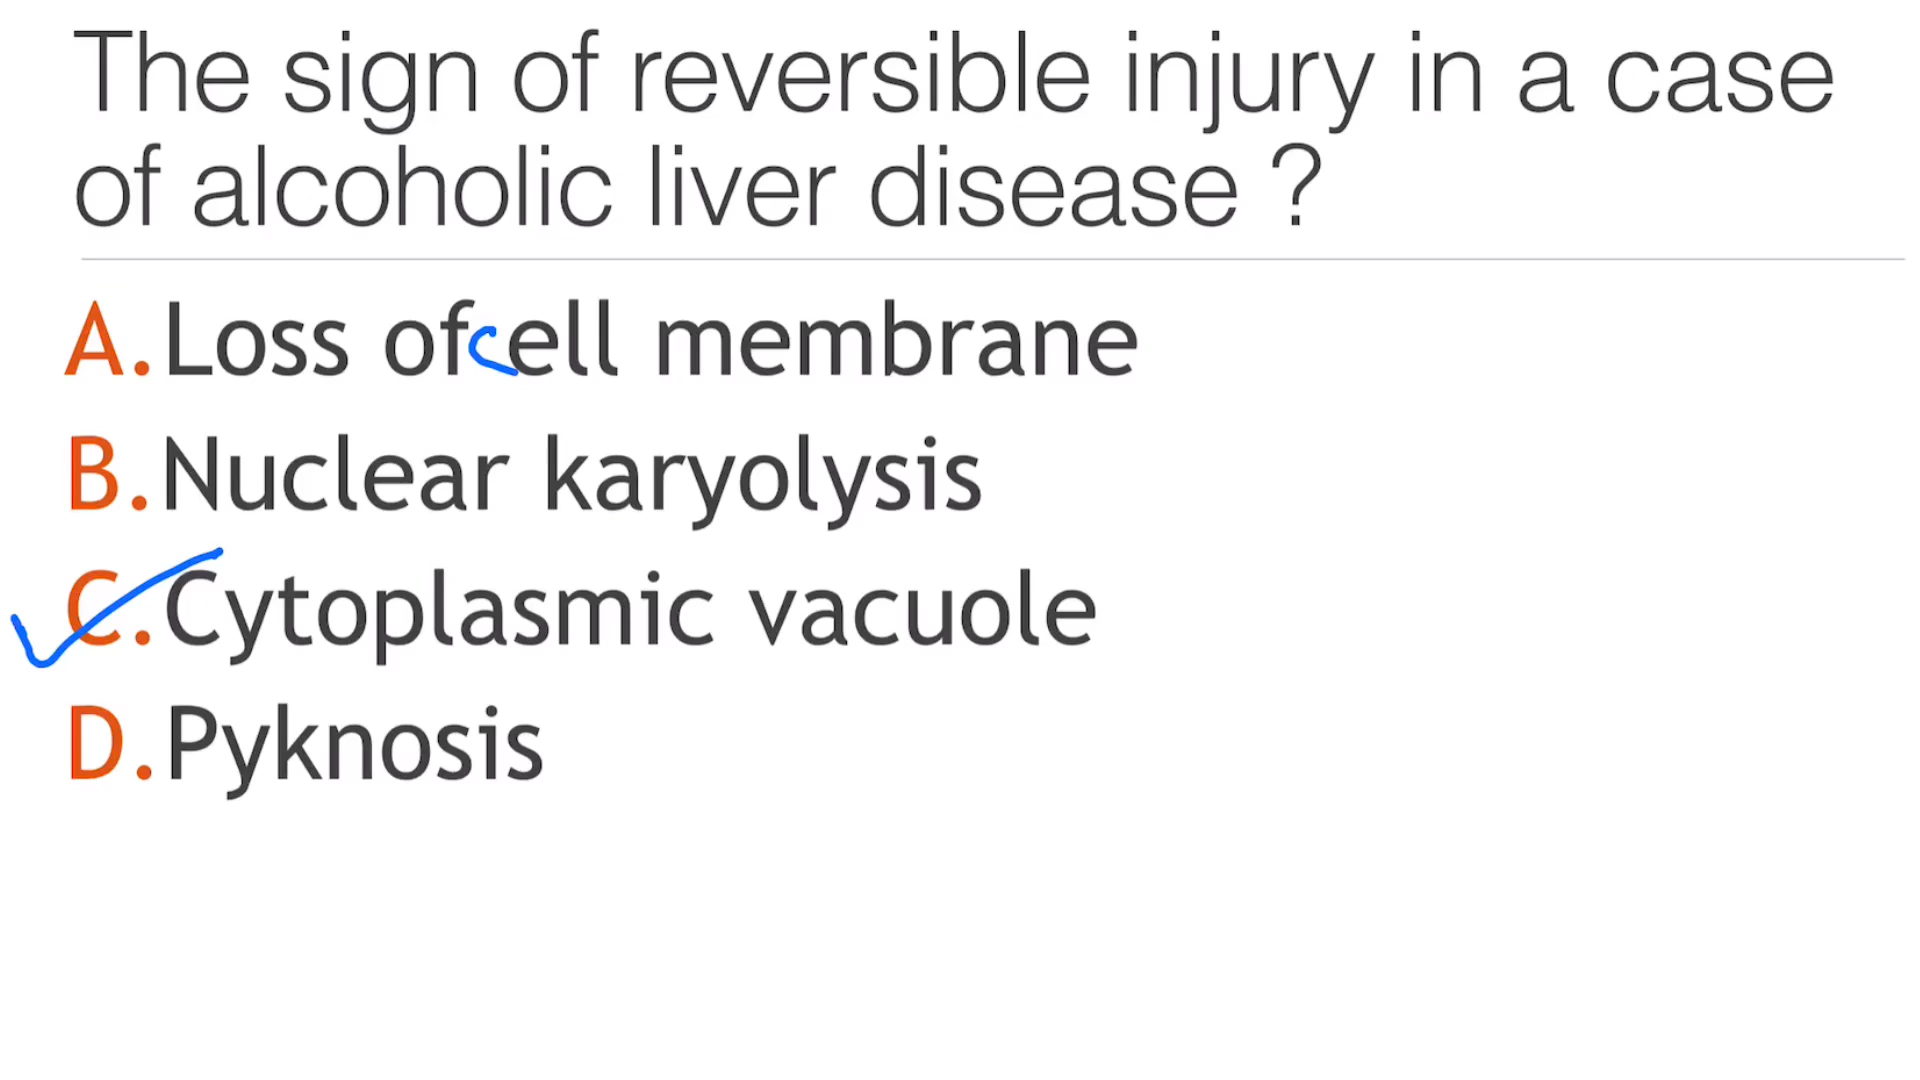 The sign of reversible injury in a case
of alcoholic liver disease ?
A. Loss of cell membrane
B. Nuclear karyolysis
C. Cytoplasmic vacuole
D. Pyknosis